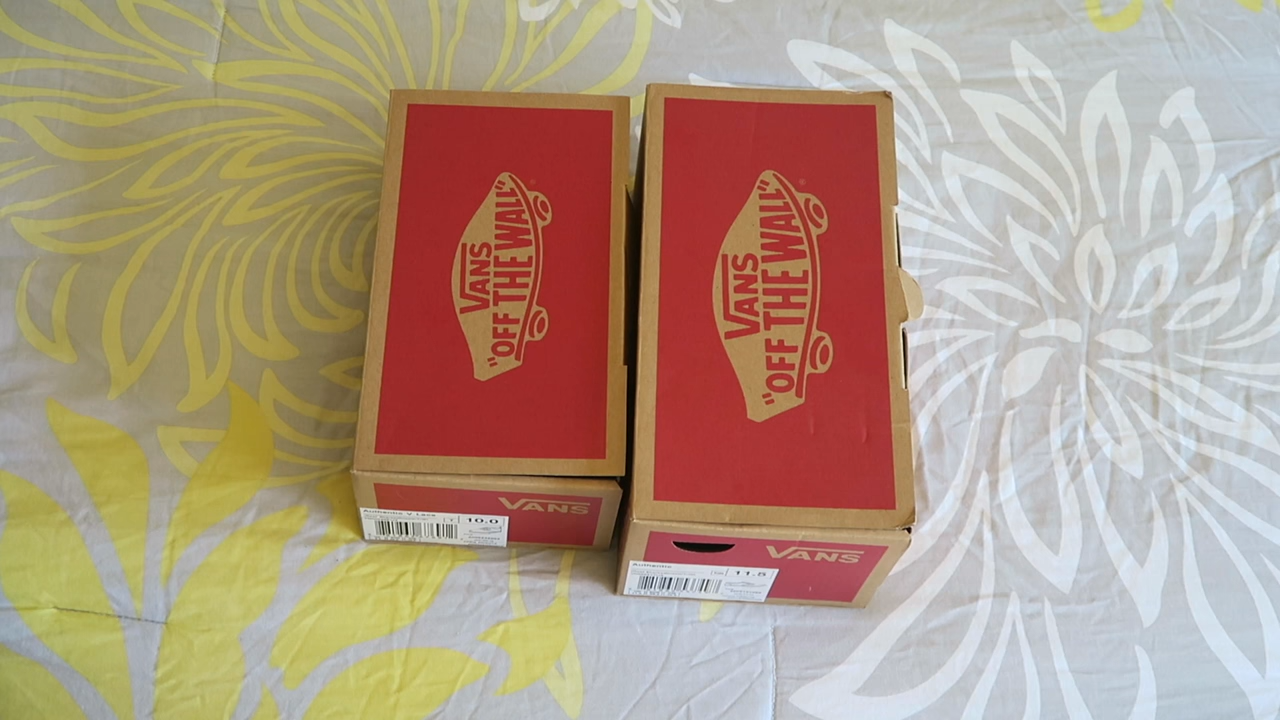 VANS
"OFF THE WALL"
VANS
Authentic V Lace
10.0
VANS
"OFF THE WALL"
VANS
Authentic
11.5